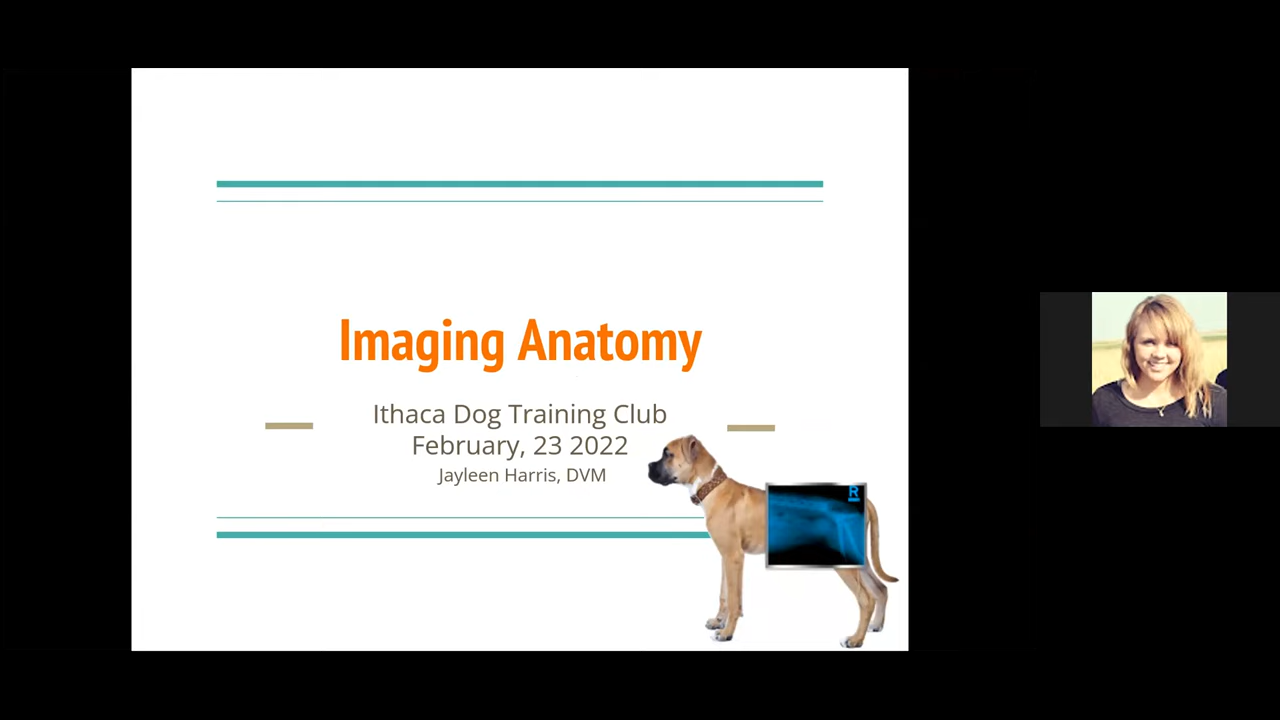 Imaging Anatomy
Ithaca Dog Training Club
February, 23 2022
Jayleen Harris, DVM
R